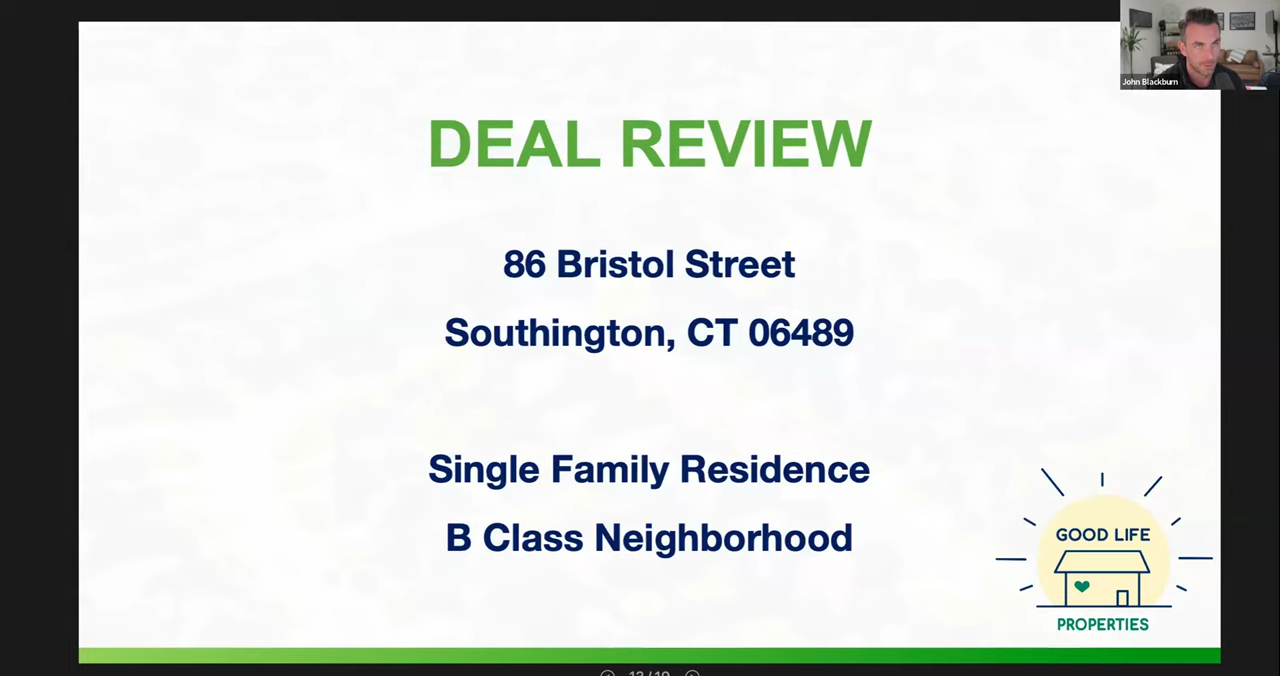 John Blackburn
DEAL REVIEW
86 Bristol Street
Southington, CT 06489
Single Family Residence
B Class Neighborhood
GOOD LIFE
PROPERTIES